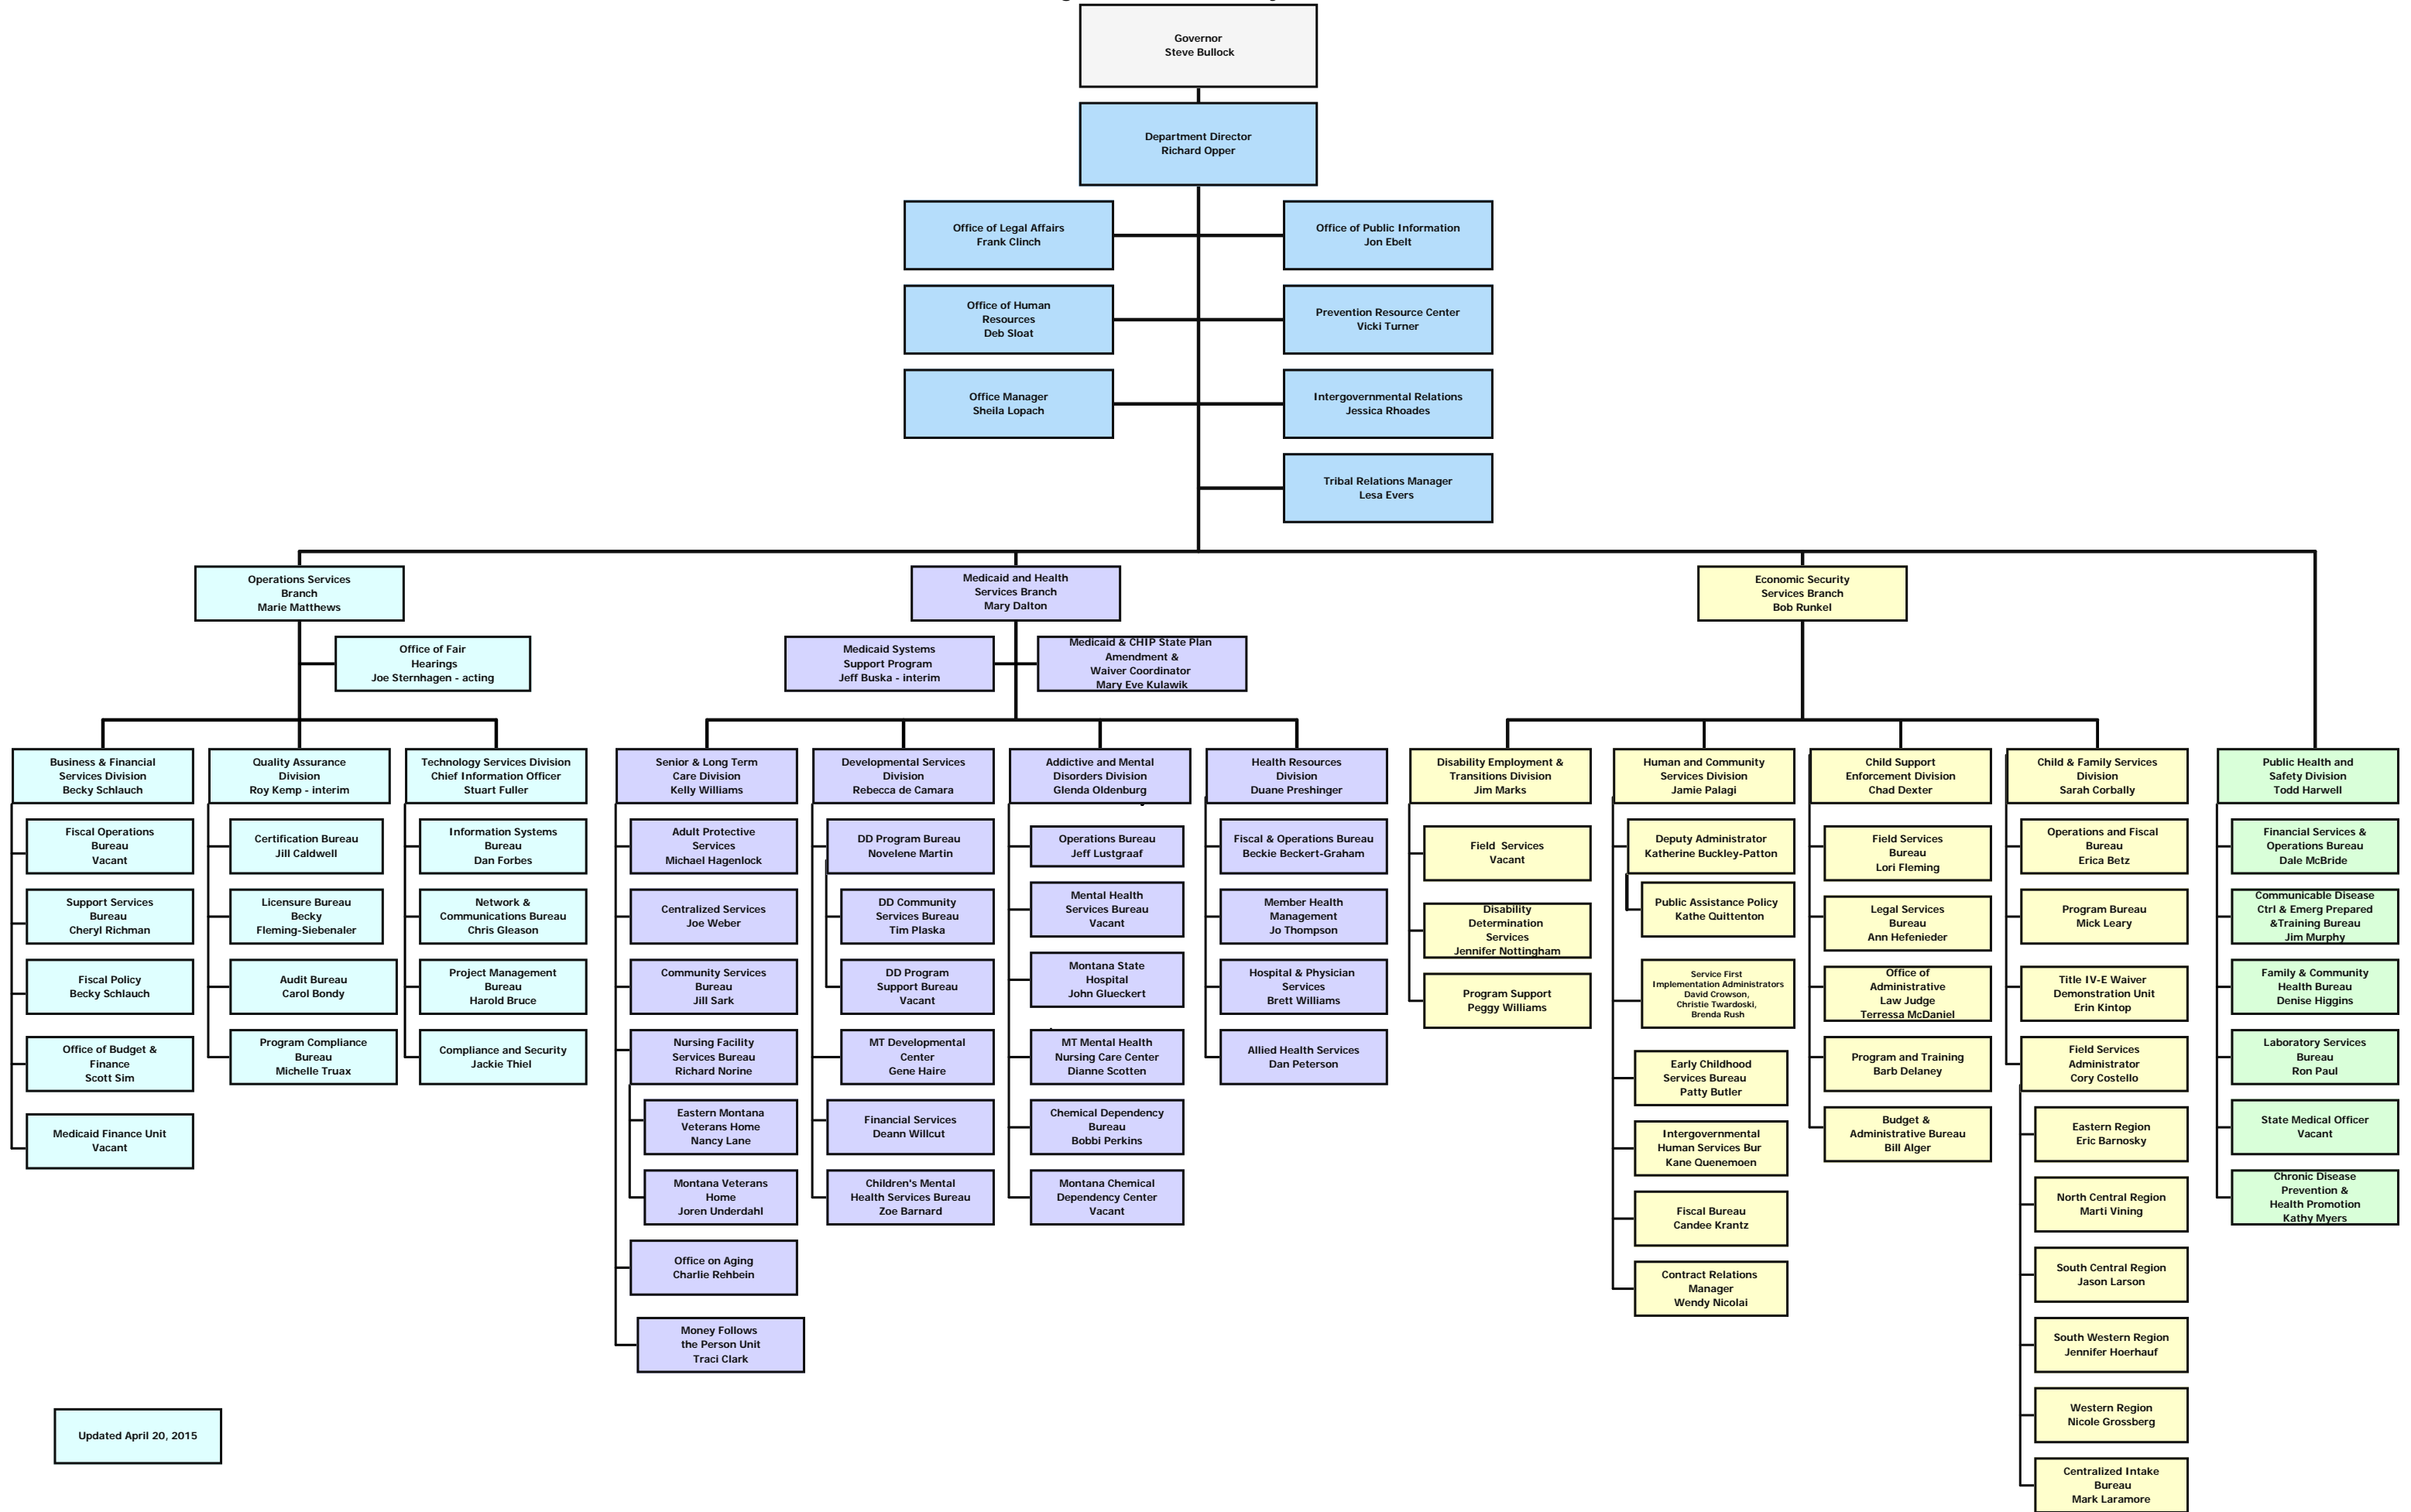 Governor
Steve Bullock
Department Director
Richard Opper
Office of Legal Affairs
Frank Clinch
Office of Public Information
Jon Ebelt
Office of Human
Resources
Deb Sloat
Prevention Resource Center
Vicki Turner
Office Manager
Sheila Lopach
Intergovernmental Relations
Jessica Rhoades
Tribal Relations Manager
Lesa Evers
Operations Services
Branch
Marie Matthews
Office of Fair
Hearings
Joe Sternhagen - acting
Medicaid and Health
Services Branch
Mary Dalton
Medicaid Systems
Support Program
Jeff Buska - interim
Medicaid & CHIP State Plan
Amendment &
Waiver Coordinator
Mary Eve Kulawik
Economic Security
Services Branch
Bob Runkel
Business & Financial
Services Division
Becky Schlauch
Fiscal Operations
Bureau
Vacant
Support Services
Bureau
Cheryl Richman
Fiscal Policy
Becky Schlauch
Office of Budget &
Finance
Scott Sim
Medicaid Finance Unit
Vacant
Quality Assurance
Division
Roy Kemp - interim
Certification Bureau
Jill Caldwell
Licensure Bureau
Becky
Fleming-Siebenaler
Audit Bureau
Carol Bondy
Program Compliance
Bureau
Michelle Truax
Technology Services Division
Chief Information Officer
Stuart Fuller
Information Systems
Bureau
Dan Forbes
Network &
Communications Bureau
Chris Gleason
Project Management
Bureau
Harold Bruce
Compliance and Security
Jackie Thiel
Senior & Long Term
Care Division
Kelly Williams
Adult Protective
Services
Michael Hagenlock
Centralized Services
Joe Weber
Community Services
Bureau
Jill Sark
Nursing Facility
Services Bureau
Richard Norine
Eastern Montana
Veterans Home
Nancy Lane
Montana Veterans
Home
Joren Underdahl
Office on Aging
Charlie Rehbein
Money Follows
the Person Unit
Traci Clark
Developmental Services
Division
Rebecca de Camara
DD Program Bureau
Novelene Martin
DD Community
Services Bureau
Tim Plaska
DD Program
Support Bureau
Vacant
MT Developmental
Center
Gene Haire
Financial Services
Deann Willcut
Children's Mental
Health Services Bureau
Zoe Barnard
Addictive and Mental
Disorders Division
Glenda Oldenburg
Operations Bureau
Jeff Lustgraaf
Mental Health
Services Bureau
Vacant
Montana State
Hospital
John Glueckert
MT Mental Health
Nursing Care Center
Dianne Scotten
Chemical Dependency
Bureau
Bobbi Perkins
Montana Chemical
Dependency Center
Vacant
Health Resources
Division
Duane Preshinger
Fiscal & Operations Bureau
Beckie Beckert-Graham
Member Health
Management
Jo Thompson
Hospital & Physician
Services
Brett Williams
Allied Health Services
Dan Peterson
Disability Employment &
Transitions Division
Jim Marks
Field Services
Vacant
Disability
Determination
Services
Jennifer Nottingham
Program Support
Peggy Williams
Human and Community
Services Division
Jamie Palagi
Deputy Administrator
Katherine Buckley-Patton
Public Assistance Policy
Kathe Quittenton
Service First
Implementation Administrators
David Crowson,
Christie Twardoski,
Brenda Rush
Early Childhood
Services Bureau
Patty Butler
Intergovernmental
Human Services Bur
Kane Quenemoen
Fiscal Bureau
Candee Krantz
Contract Relations
Manager
Wendy Nicolai
Child Support
Enforcement Division
Chad Dexter
Field Services
Bureau
Lori Fleming
Legal Services
Bureau
Ann Hefenieder
Office of
Administrative
Law Judge
Terressa McDaniel
Program and Training
Barb Delaney
Budget &
Administrative Bureau
Bill Alger
Child & Family Services
Division
Sarah Corbally
Operations and Fiscal
Bureau
Erica Betz
Program Bureau
Mick Leary
Title IV-E Waiver
Demonstration Unit
Erin Kintop
Field Services
Administrator
Cory Costello
Eastern Region
Eric Barnosky
North Central Region
Marti Vining
South Central Region
Jason Larson
South Western Region
Jennifer Hoerhauf
Western Region
Nicole Grossberg
Centralized Intake
Bureau
Mark Laramore
Public Health and
Safety Division
Todd Harwell
Financial Services &
Operations Bureau
Dale McBride
Communicable Disease
Ctrl & Emerg Prepared
&Training Bureau
Jim Murphy
Family & Community
Health Bureau
Denise Higgins
Laboratory Services
Bureau
Ron Paul
State Medical Officer
Vacant
Chronic Disease
Prevention &
Health Promotion
Kathy Myers
Updated April 20, 2015